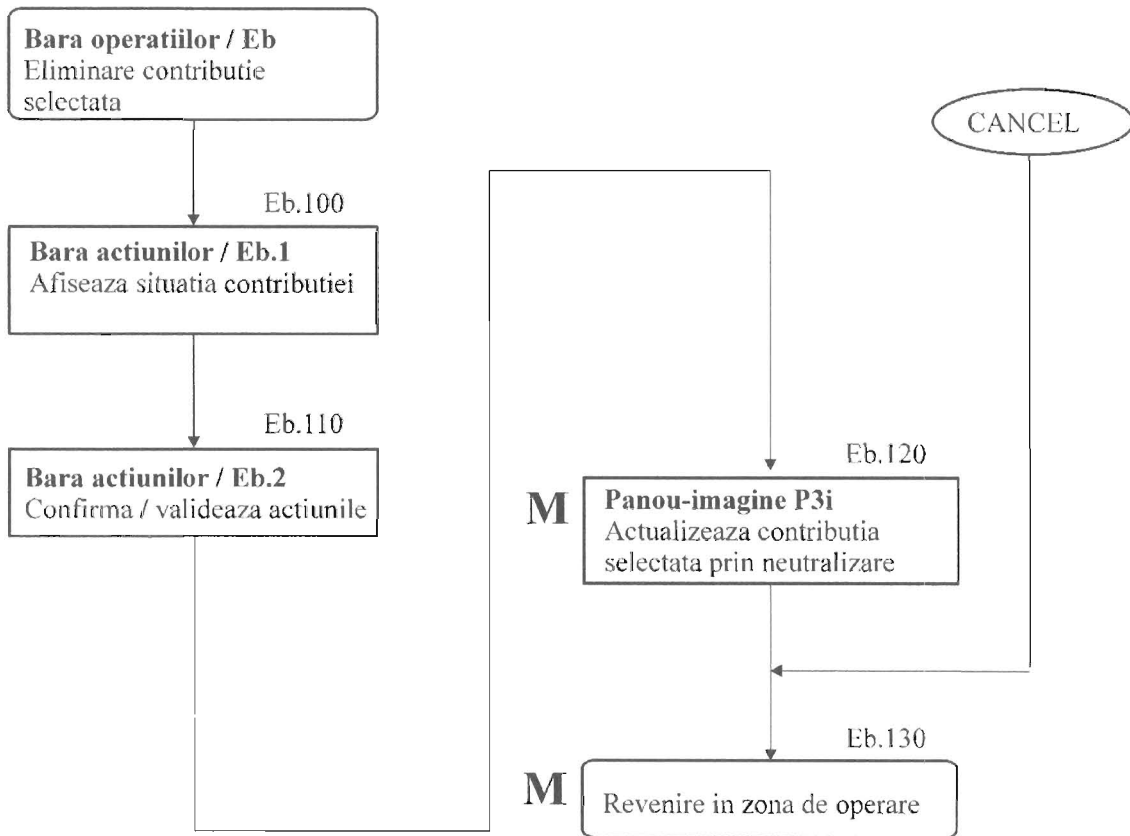 Bara operatiilor / Eb
Eliminare contributie
selectata
CANCEL
Eb.100
Bara actiunilor / Eb.1
Afiseaza situatia contributiei
Eb.110
Bara actiunilor / Eb.2
Confirma / valideaza actiunile
Eb.120
M
Panou-imagine P3i
Actualizeaza contributia
selectata prin neutralizare
Eb.130
M
Revenire in zona de operare